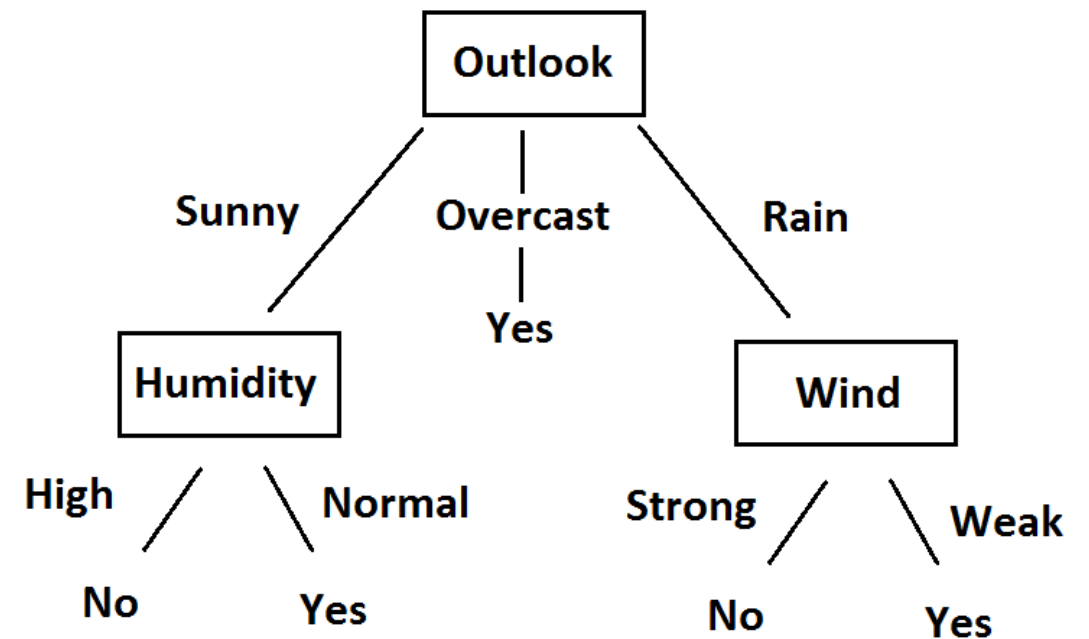 Outlook
Sunny
Overcast
Rain
Yes
Humidity
Wind
High
Normal
Strong
Weak
No
Yes
No
Yes